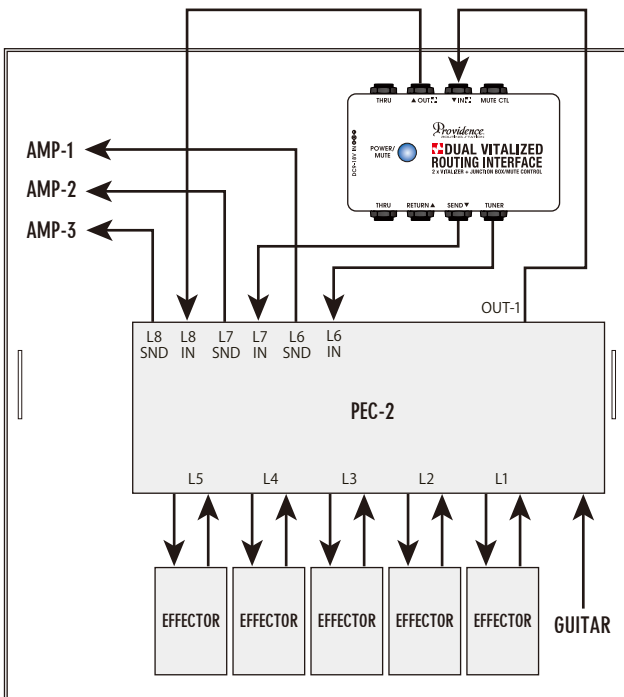 THRU ▲OUT ▼IN MUTE CTL
Providence
DC9-18V IN
POWER/
MUTE
DUAL VITALIZED
ROUTING INTERFACE
2 x VITALIZER + JUNCTION BOX/MUTE CONTROL
THRU RETURN▲ SEND▼ TUNER
AMP-1
AMP-2
AMP-3
OUT-1
L8
SND
L8
IN
L7
SND
L7
IN
L6
SND
L6
IN
PEC-2
L5 L4 L3 L2 L1
EFFECTOR EFFECTOR EFFECTOR EFFECTOR EFFECTOR
GUITAR